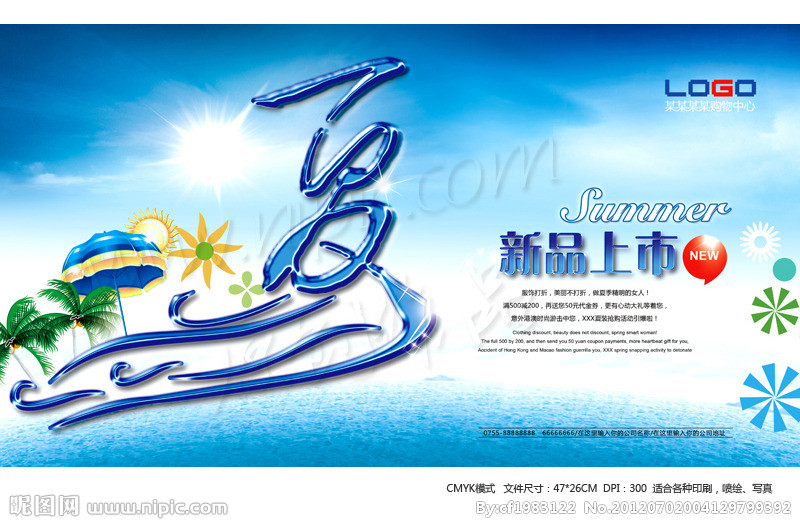 LOGO
某某某某购物中心
夏
Summer
新品上市
NEW
服饰打折，美丽不打折，做夏季精明的女人！
满500减200，再送您50元代金券，更有心动大礼等着您，
意外港澳时尚游击中您，XXX夏装抢购活动引爆啦！
Clothing discount, beauty does not discount, spring smart woman!
The full 500 by 200, and then send you 50 yuan coupon payments, more heartbeat gift for you,
Accident of Hong Kong and Macao fashion guerrilla you, XXX spring snapping activity to detonate
0755-88888888 66666666/在这里输入你的公司名称/在这里输入你的公司地址
CMYK模式 文件尺寸：47*26CM DPI：300 适合各种印刷，喷绘、写真
昵图网 www.nipic.com
By:cf1983122 No.20120702004129799392